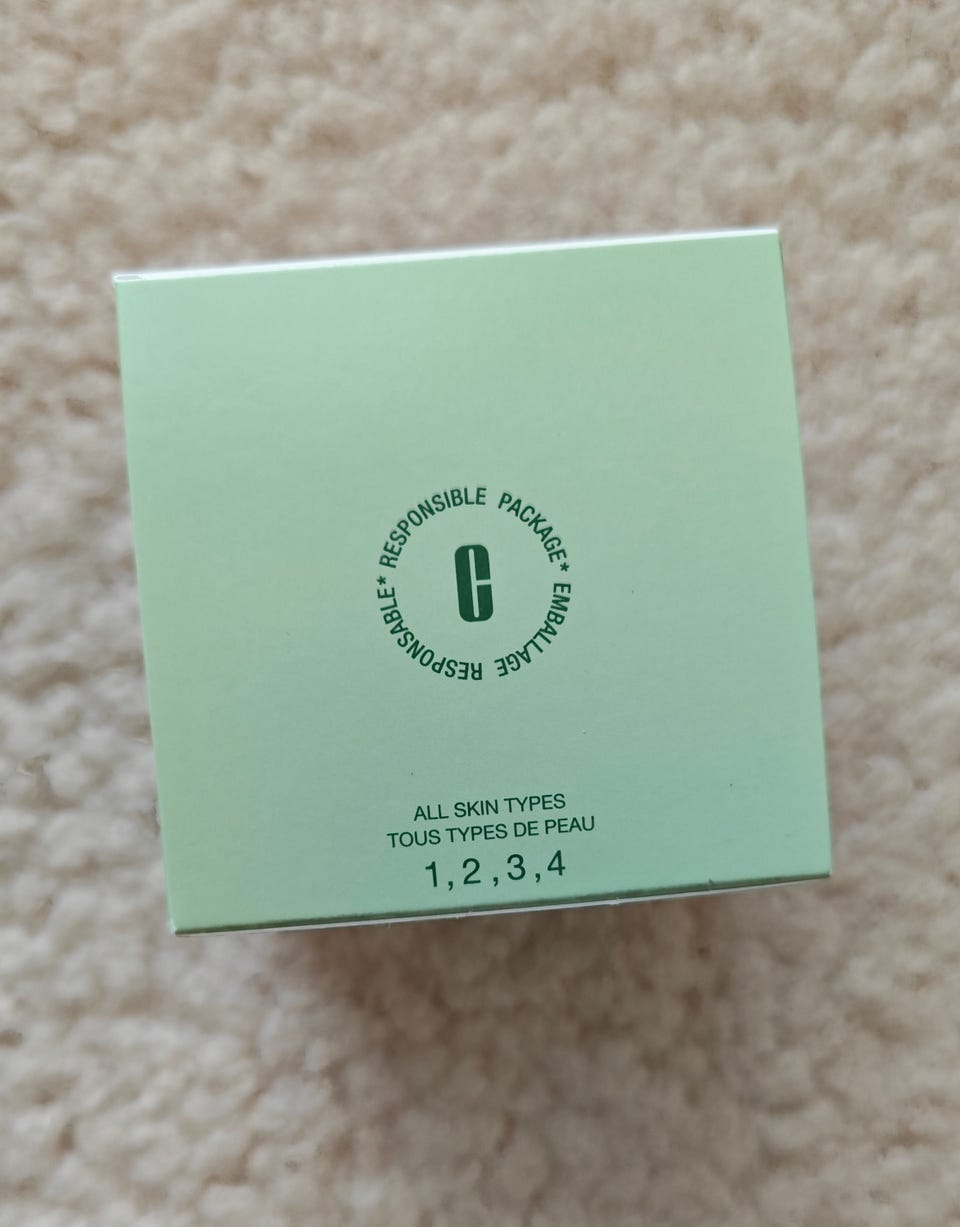 RESPONSIBLE PACKAGE* EMBALLAGE RESPONSABLE*
C
ALL SKIN TYPES
TOUS TYPES DE PEAU
1,2,3,4